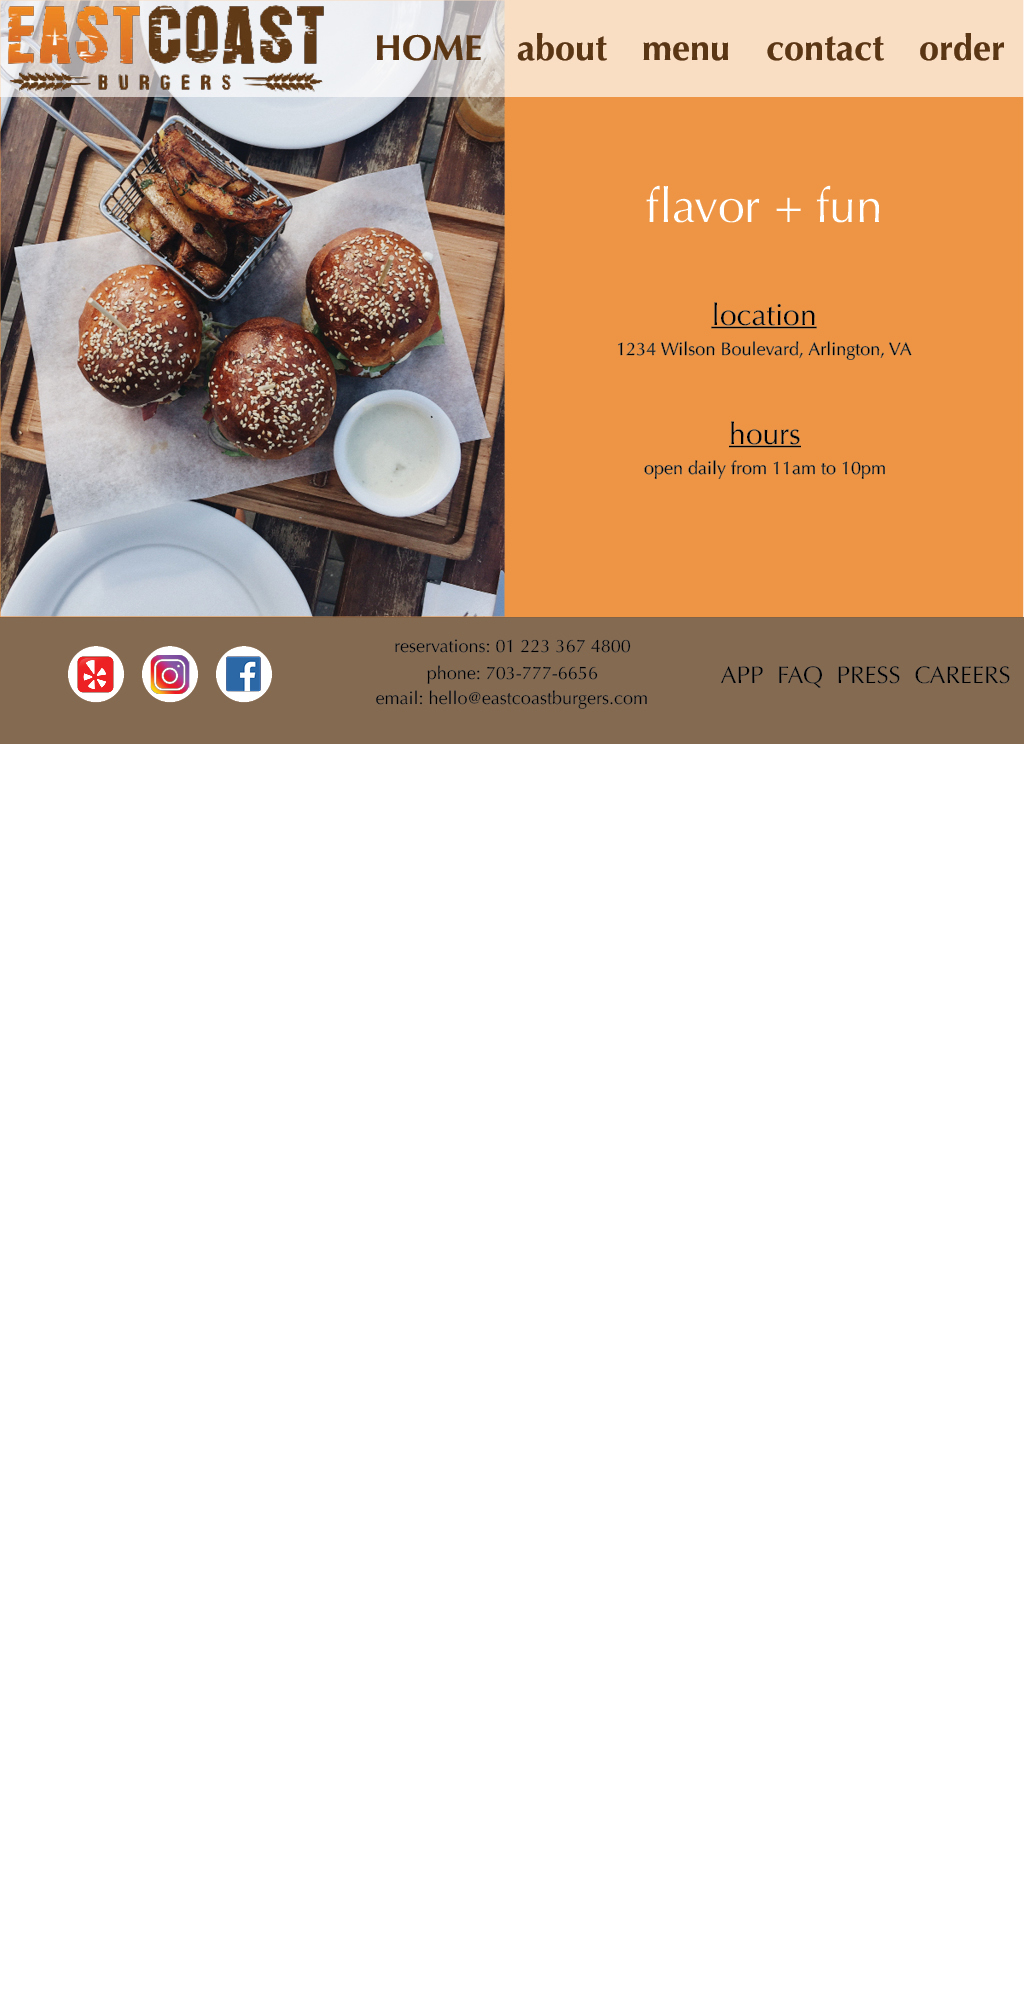 EASTCOAST
BURGERS
HOME about menu contact order
flavor + fun
location
1234 Wilson Boulevard, Arlington, VA
hours
open daily from 11am to 10pm
reservations: 01 223 367 4800
phone: 703-777-6656
email: hello@eastcoastburgers.com
APP FAQ PRESS CAREERS